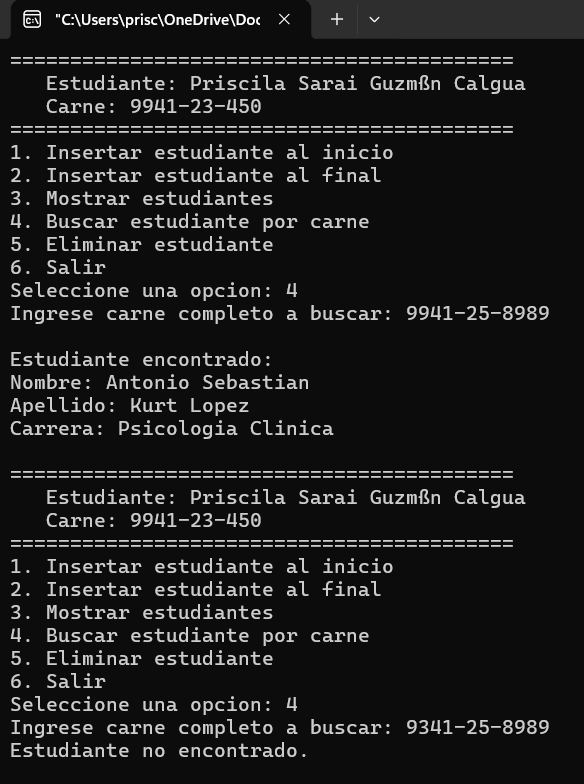 "C:\Users\prisc\OneDrive\Doc
==========================================
Estudiante: Priscila Sarai Guzmßn Calgua
Carne: 9941-23-450
==========================================
1. Insertar estudiante al inicio
2. Insertar estudiante al final
3. Mostrar estudiantes
4. Buscar estudiante por carne
5. Eliminar estudiante
6. Salir
Seleccione una opcion: 4
Ingrese carne completo a buscar: 9941-25-8989
Estudiante encontrado:
Nombre: Antonio Sebastian
Apellido: Kurt Lopez
Carrera: Psicologia Clinica
==========================================
Estudiante: Priscila Sarai Guzmßn Calgua
Carne: 9941-23-450
==========================================
1. Insertar estudiante al inicio
2. Insertar estudiante al final
3. Mostrar estudiantes
4. Buscar estudiante por carne
5. Eliminar estudiante
6. Salir
Seleccione una opcion: 4
Ingrese carne completo a buscar: 9341-25-8989
Estudiante no encontrado.